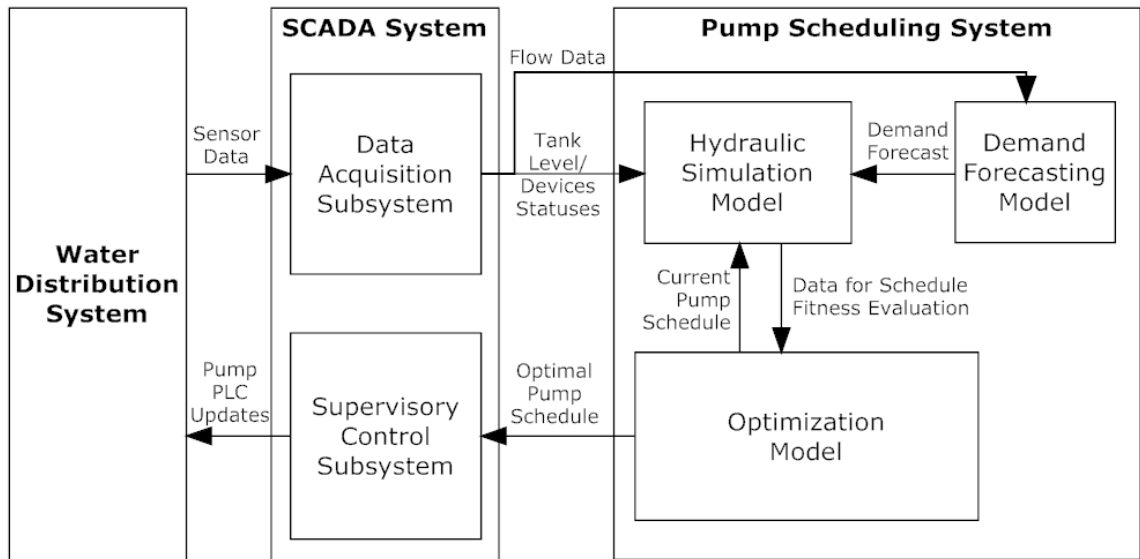 SCADA System
Pump Scheduling System
Flow Data
Sensor
Data
Data
Acquisition
Subsystem
Tank
Level/
Devices
Statuses
Hydraulic
Simulation
Model
Demand
Forecast
Demand
Forecasting
Model
Water
Distribution
System
Current
Pump
Schedule
Data for Schedule
Fitness Evaluation
Pump
PLC
Updates
Supervisory
Control
Subsystem
Optimal
Pump
Schedule
Optimization
Model